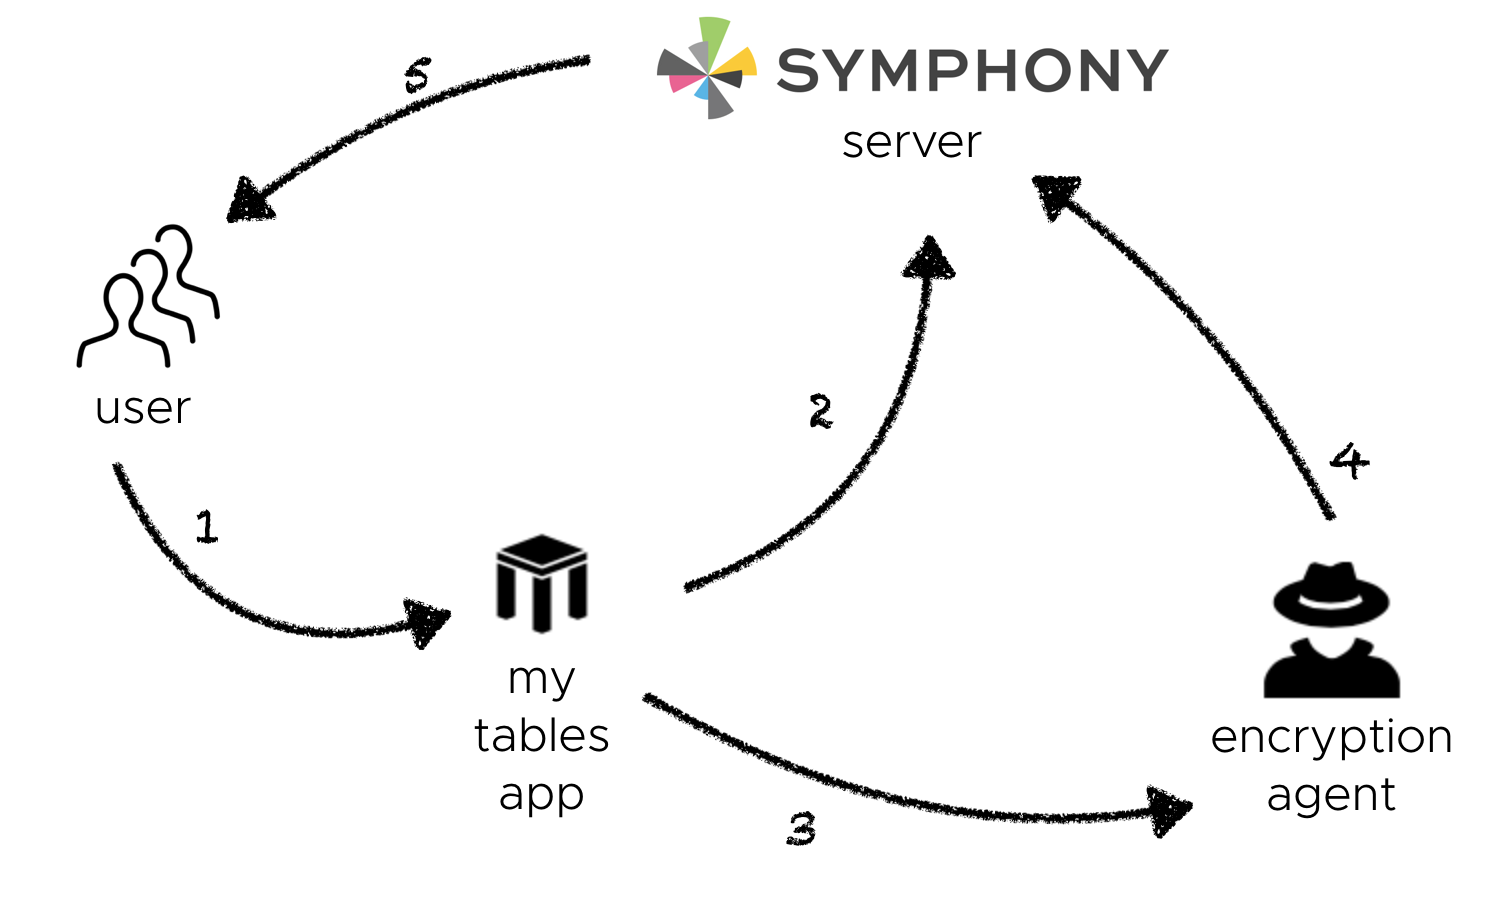 5
SYMPHONY
server
user
2
4
1
my
tables
app
encryption
agent
3